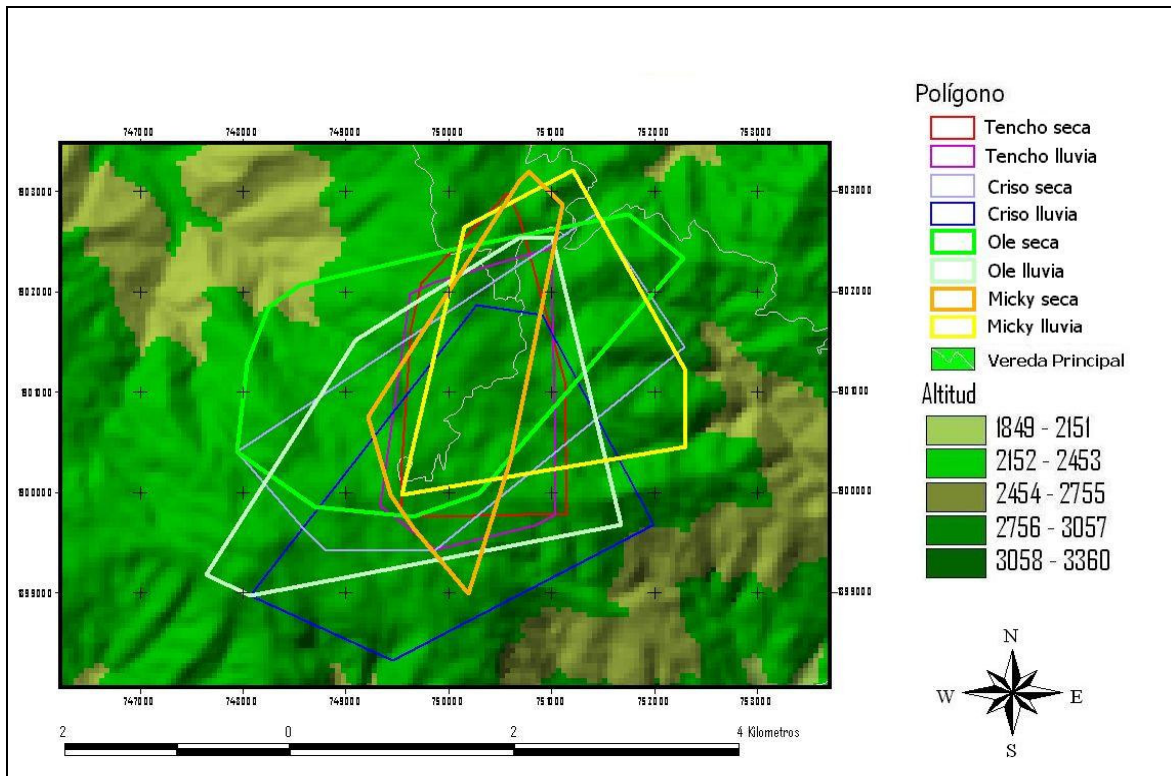 747000 748000 749000 750000 751000 752000 753000
Polígono
Tencho seca
Tencho lluvia
Criso seca
Criso lluvia
Ole seca
Ole lluvia
Micky seca
Micky lluvia
Vereda Principal
Altitud
1849 - 2151
2152 - 2453
2454 - 2755
2756 - 3057
3058 - 3360
747000 748000 749000 750000 751000 752000 753000
2 0 2 4 Kilometros
N
W E
S